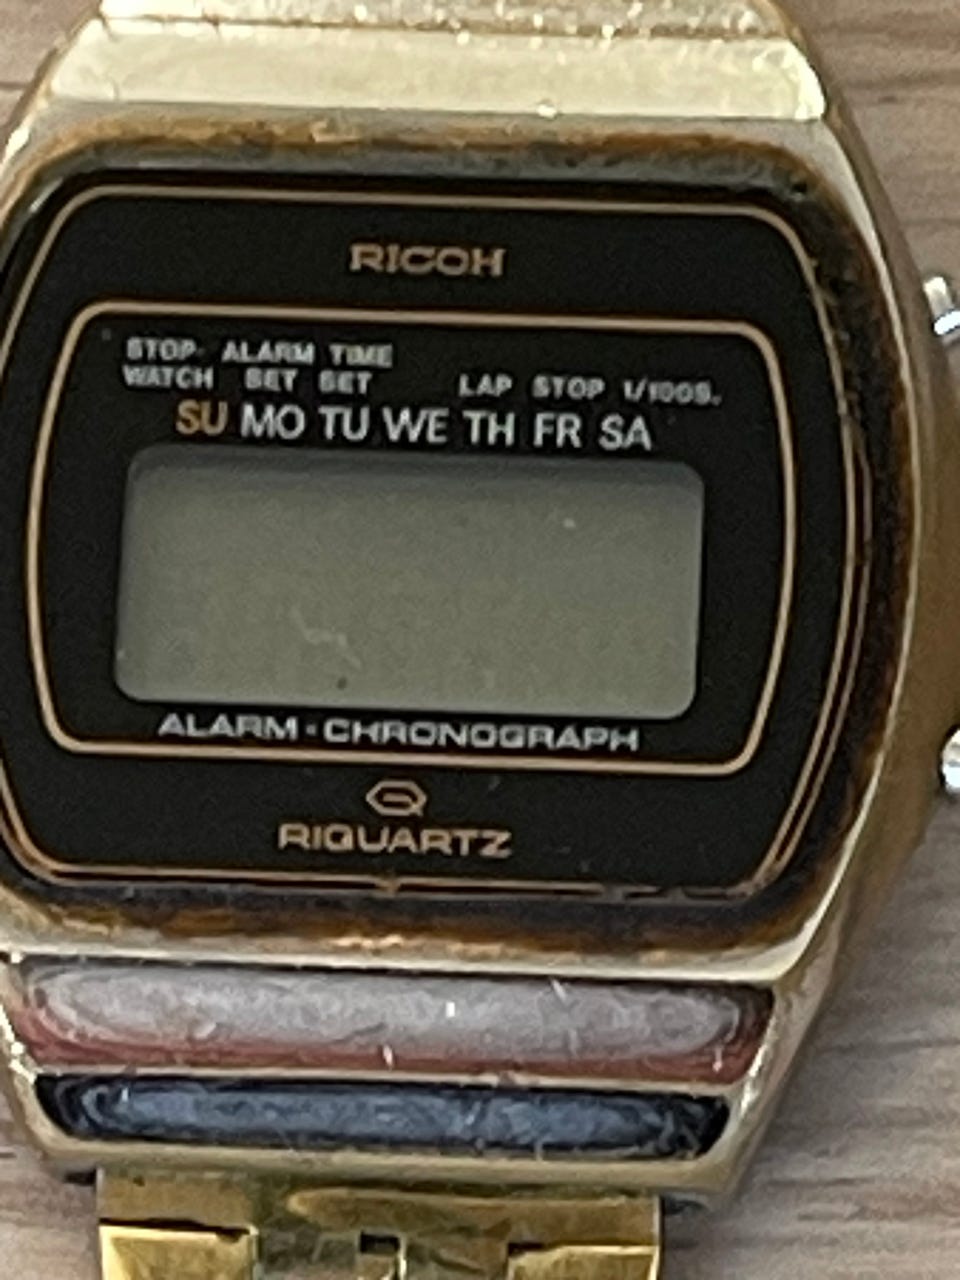 RICOH
STOP- ALARM TIME
WATCH SET SET LAP STOP 1/100S.
SU MO TU WE TH FR SA
ALARM-CHRONOGRAPH
RIQUARTZ